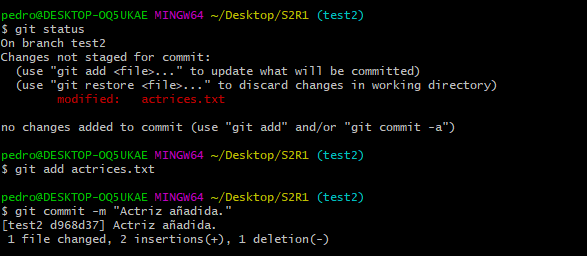 pedro@DESKTOP-OQ5UKAE MINGW64 ~/Desktop/S2R1 (test2)
$ git status
On branch test2
Changes not staged for commit:
  (use "git add <file>..." to update what will be committed)
  (use "git restore <file>..." to discard changes in working directory)
        modified:   actrices.txt

no changes added to commit (use "git add" and/or "git commit -a")

pedro@DESKTOP-OQ5UKAE MINGW64 ~/Desktop/S2R1 (test2)
$ git add actrices.txt

pedro@DESKTOP-OQ5UKAE MINGW64 ~/Desktop/S2R1 (test2)
$ git commit -m "Actriz añadida."
[test2 d968d37] Actriz añadida.
 1 file changed, 2 insertions(+), 1 deletion(-)